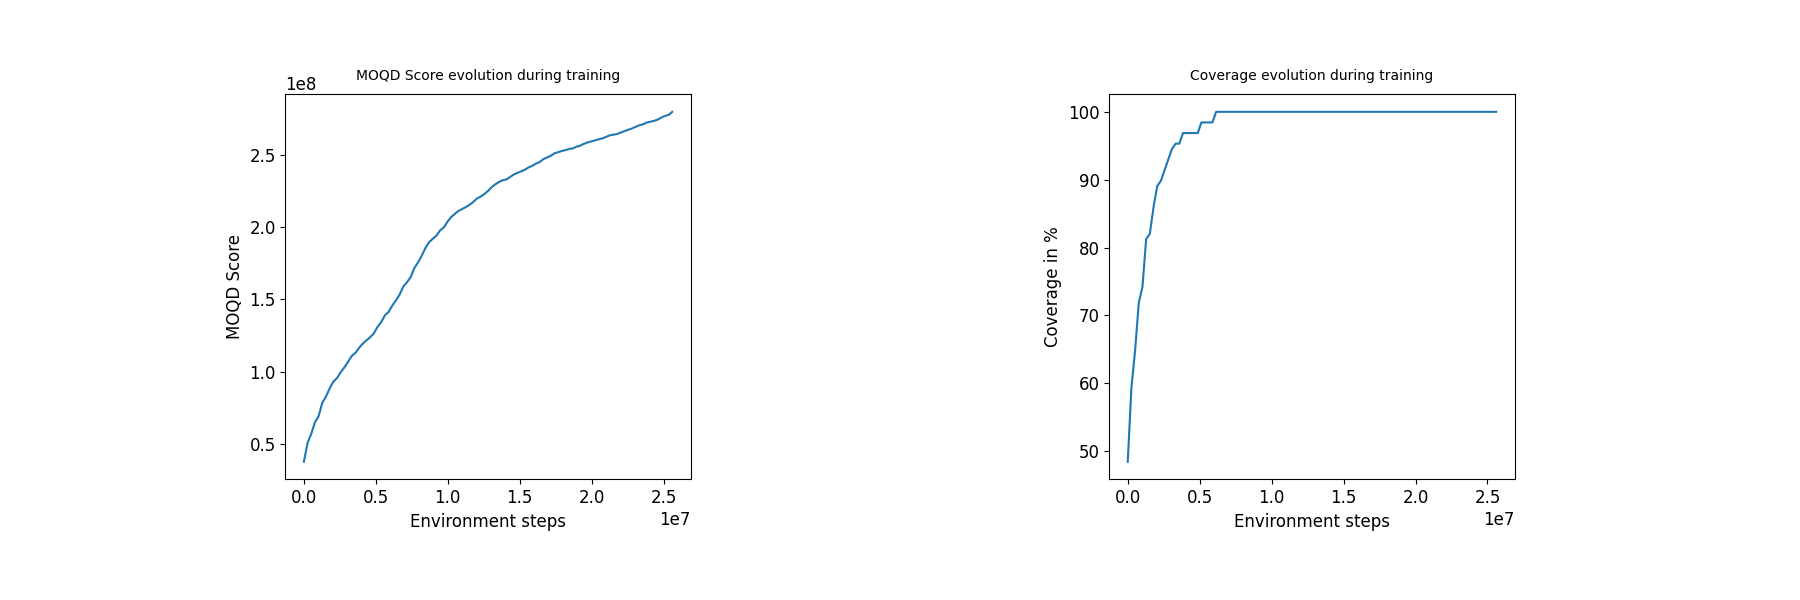 MOQD Score evolution during training
1e8
2.5
2.0
1.5
1.0
0.5
MOQD Score
0.0 0.5 1.0 1.5 2.0 2.5
Environment steps
1e7
Coverage evolution during training
100
90
80
70
60
50
Coverage in %
0.0 0.5 1.0 1.5 2.0 2.5
Environment steps
1e7